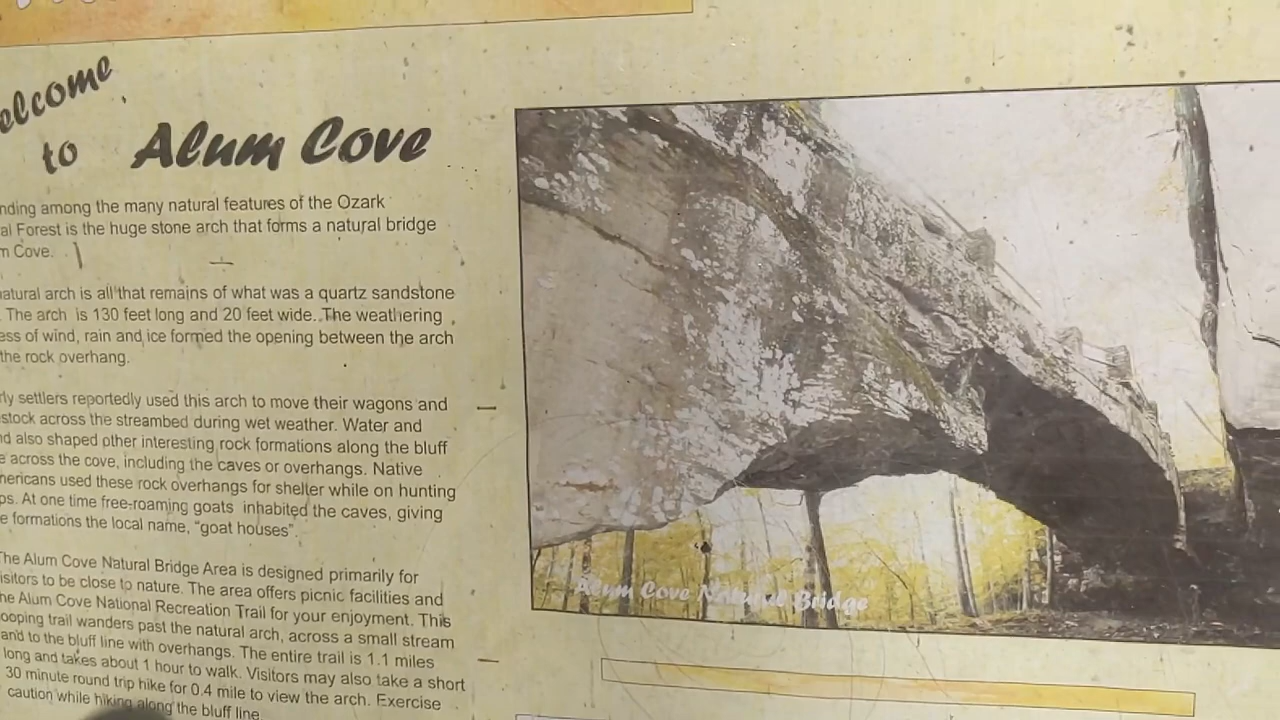 elcome
to Alum Cove
nding among the many natural features of the Ozark
al Forest is the huge stone arch that forms a natural bridge
m Cove.
natural arch is all that remains of what was a quartz sandstone
. The arch is 130 feet long and 20 feet wide. The weathering
ess of wind, rain and ice formed the opening between the arch
the rock overhang.
rly settlers reportedly used this arch to move their wagons and
stock across the streambed during wet weather. Water and
nd also shaped other interesting rock formations along the bluff
e across the cove, including the caves or overhangs. Native
mericans used these rock overhangs for shelter while on hunting
ps. At one time free-roaming goats inhabited the caves, giving
e formations the local name, “goat houses”.
The Alum Cove Natural Bridge Area is designed primarily for
isitors to be close to nature. The area offers picnic facilities and
he Alum Cove National Recreation Trail for your enjoyment. This
ooping trail wanders past the natural arch, across a small stream
and to the bluff line with overhangs. The entire trail is 1.1 miles
long and takes about 1 hour to walk. Visitors may also take a short
30 minute round trip hike for 0.4 mile to view the arch. Exercise
caution while hiking along the bluff line.
Alum Cove Natural Bridge